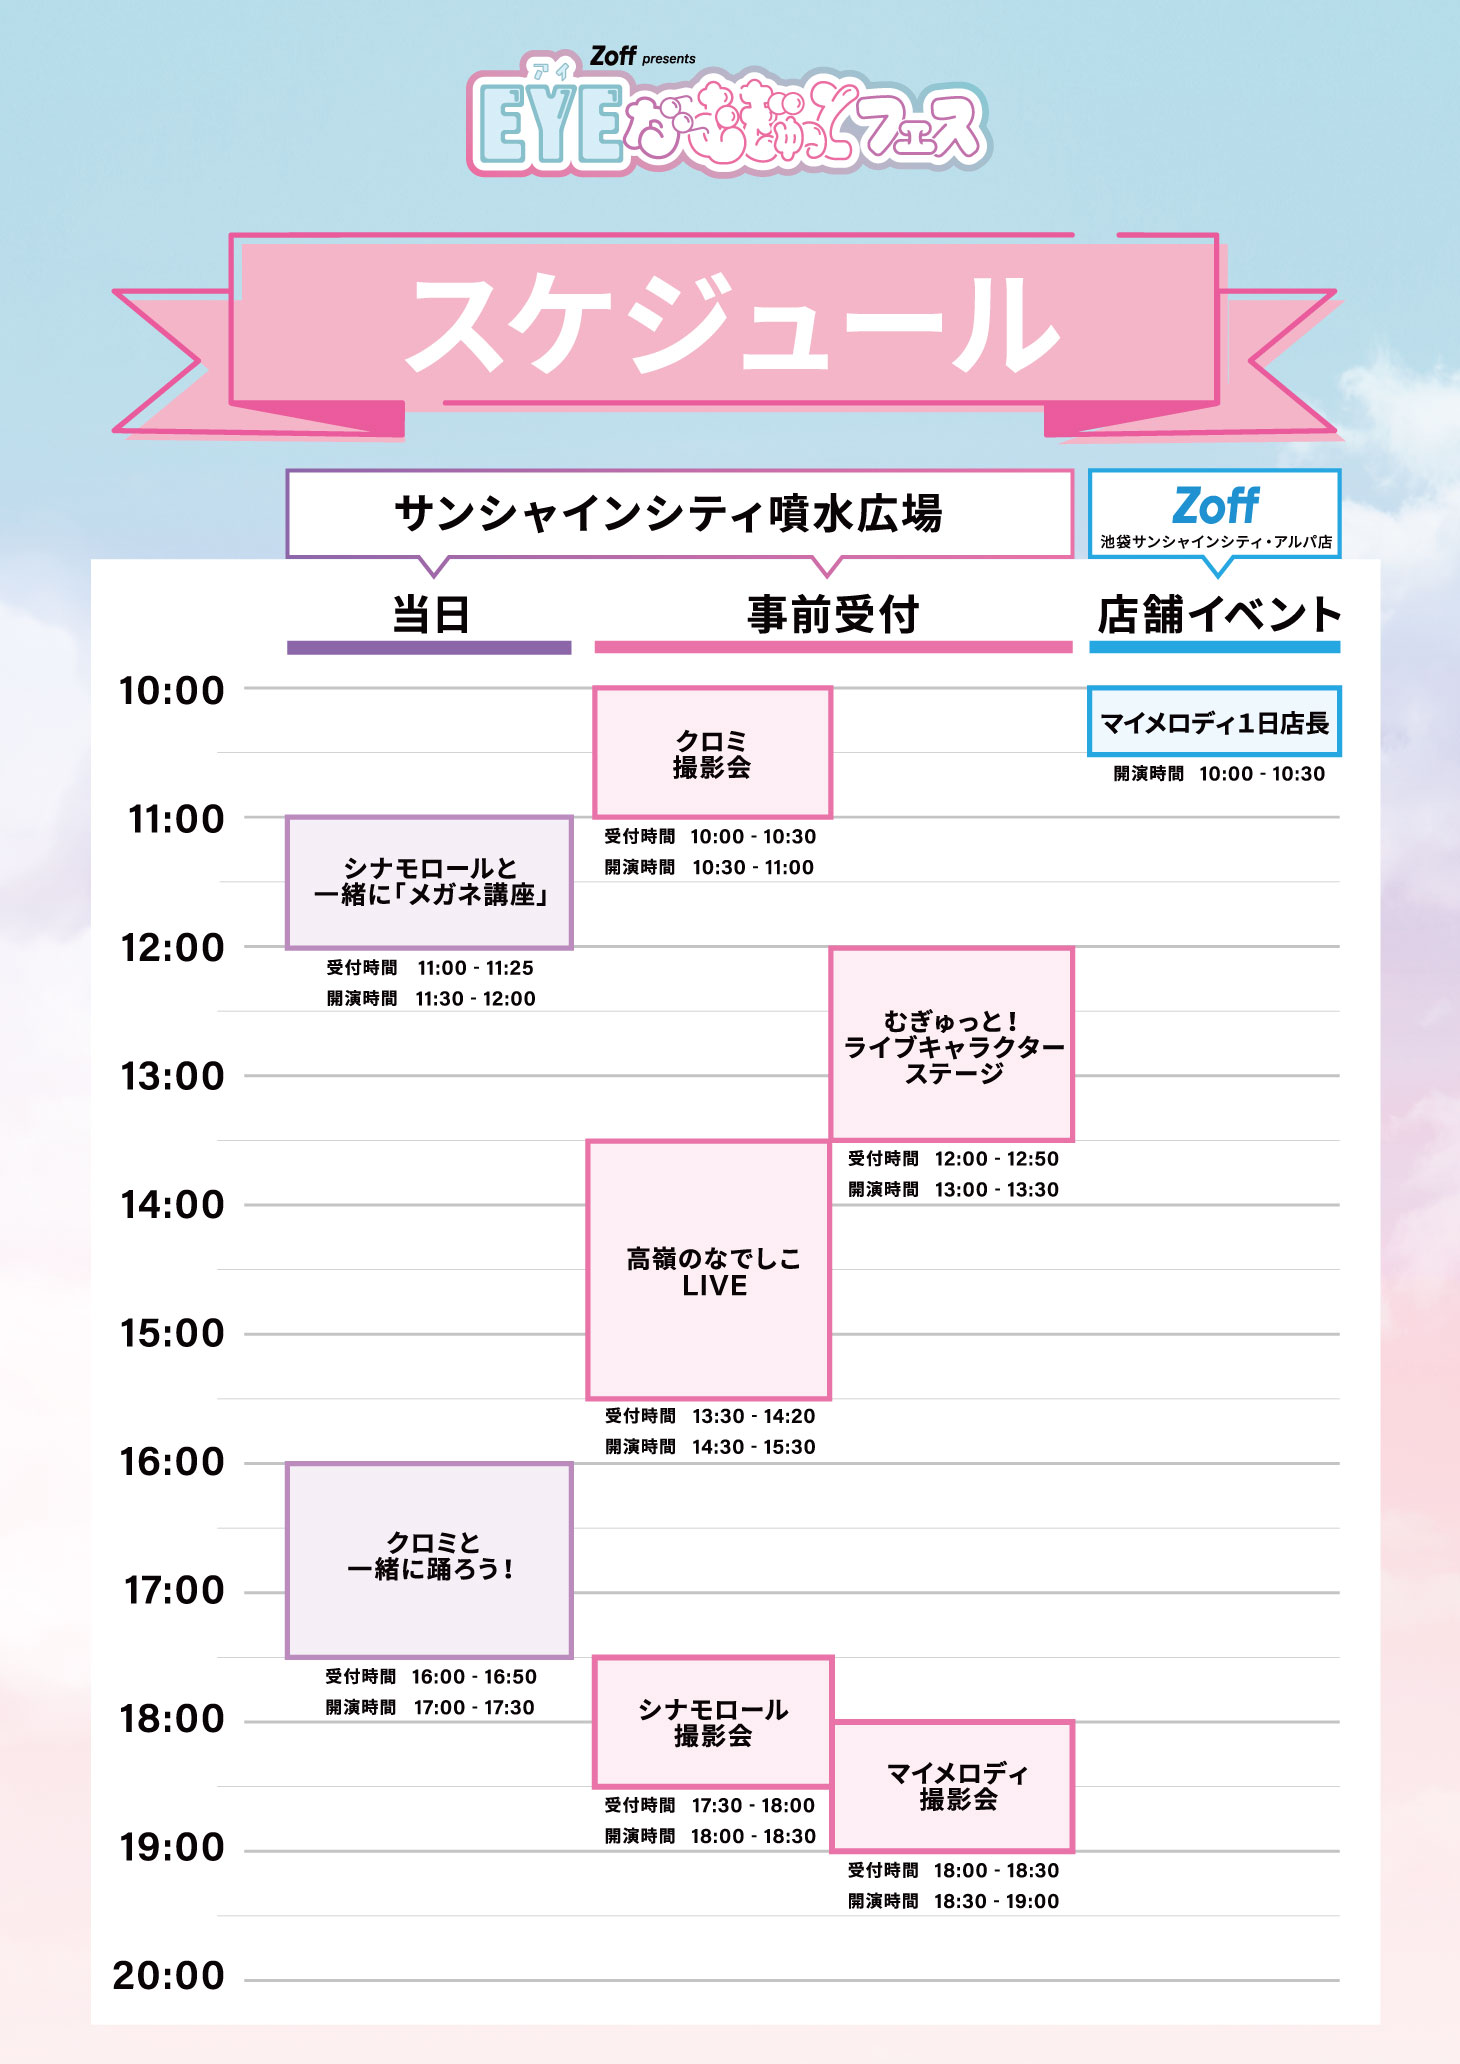 Zoff presents
アイ
EYEなむぎゅっとフェス
スケジュール
サンシャインシティ噴水広場
Zoff
池袋サンシャインシティ・アルパ店
当日
事前受付
店舗イベント
10:00
クロミ
撮影会
受付時間 10:00 - 10:30
開演時間 10:30 - 11:00
マイメロディ1日店長
開演時間 10:00 - 10:30
11:00
シナモロールと
一緒に「メガネ講座」
受付時間 11:00 - 11:25
開演時間 11:30 - 12:00
12:00
むぎゅっと!
ライブキャラクター
ステージ
受付時間 12:00 - 12:50
開演時間 13:00 - 13:30
13:00
高嶺のなでしこ
LIVE
受付時間 13:30 - 14:20
開演時間 14:30 - 15:30
14:00
15:00
16:00
クロミと
一緒に踊ろう!
受付時間 16:00 - 16:50
開演時間 17:00 - 17:30
17:00
シナモロール
撮影会
受付時間 17:30 - 18:00
開演時間 18:00 - 18:30
18:00
マイメロディ
撮影会
受付時間 18:00 - 18:30
開演時間 18:30 - 19:00
19:00
20:00